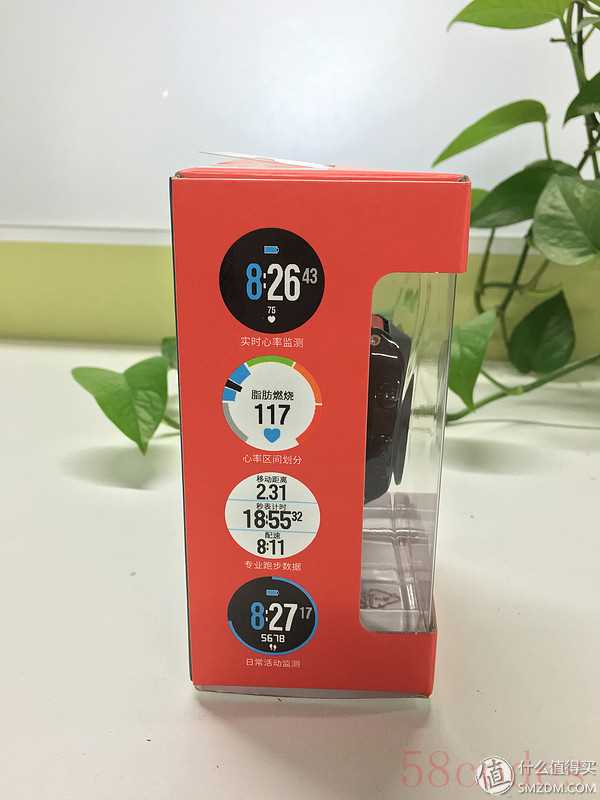 8:26 43
75
实时心率监测
脂肪燃烧
117
心率区间划分
移动距离
2.31
秒表计时
18:55 32
配速
8:11
专业跑步数据
8:27 17
5678
日常活动监测
值 什么值得买
SMZDM.COM